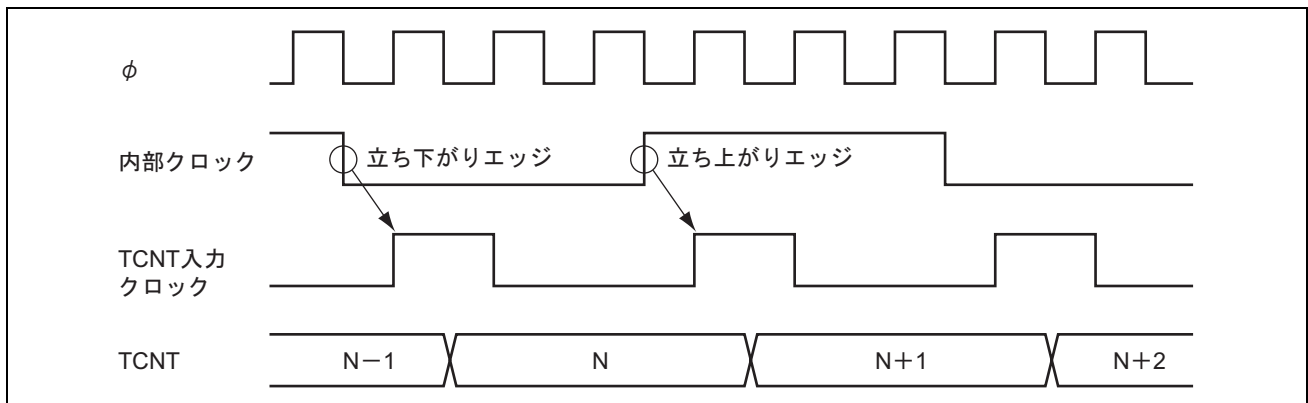 φ
内部クロック
立ち下がりエッジ
立ち上がりエッジ
TCNT入力
クロック
TCNT
N－1
N
N＋1
N＋2